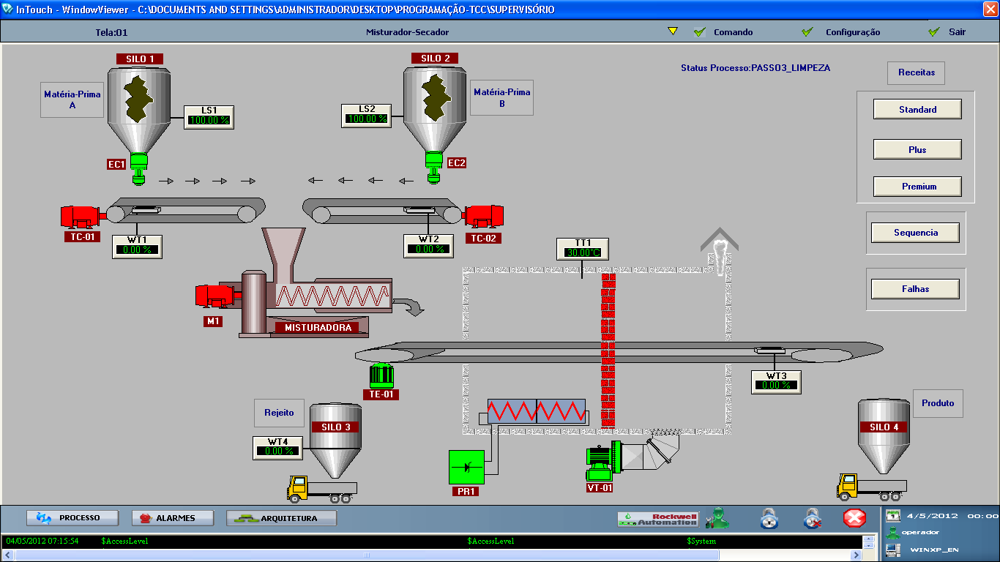 InTouch - WindowViewer - C:\DOCUMENTS AND SETTINGS\ADMINISTRADOR\DESKTOP\PROGRAMAÇÃO-TCC\SUPERVISÓRIO
Tela:01
Misturador-Secador
Comando
Configuração
Sair
SILO 1
SILO 2
Status Processo:PASSO3_LIMPEZA
Receitas
Matéria-Prima
A
Matéria-Prima
B
LS1
100.00 %
LS2
100.00 %
Standard
Plus
Premium
EC1
EC2
TC-01
WT1
0.00 %
WT2
0.00 %
TC-02
TT1
30.00°C
Sequencia
Falhas
M1
MISTURADORA
TE-01
WT3
0.00 %
Rejeito
SILO 3
WT4
0.00 %
Produto
SILO 4
PR1
VT-01
PROCESSO
ALARMES
ARQUITETURA
Rockwell
Automation
4/5/2012 00:00
operador
WINXP_EN
04/05/2012 07:15:54 $AccessLevel $AccessLevel $System